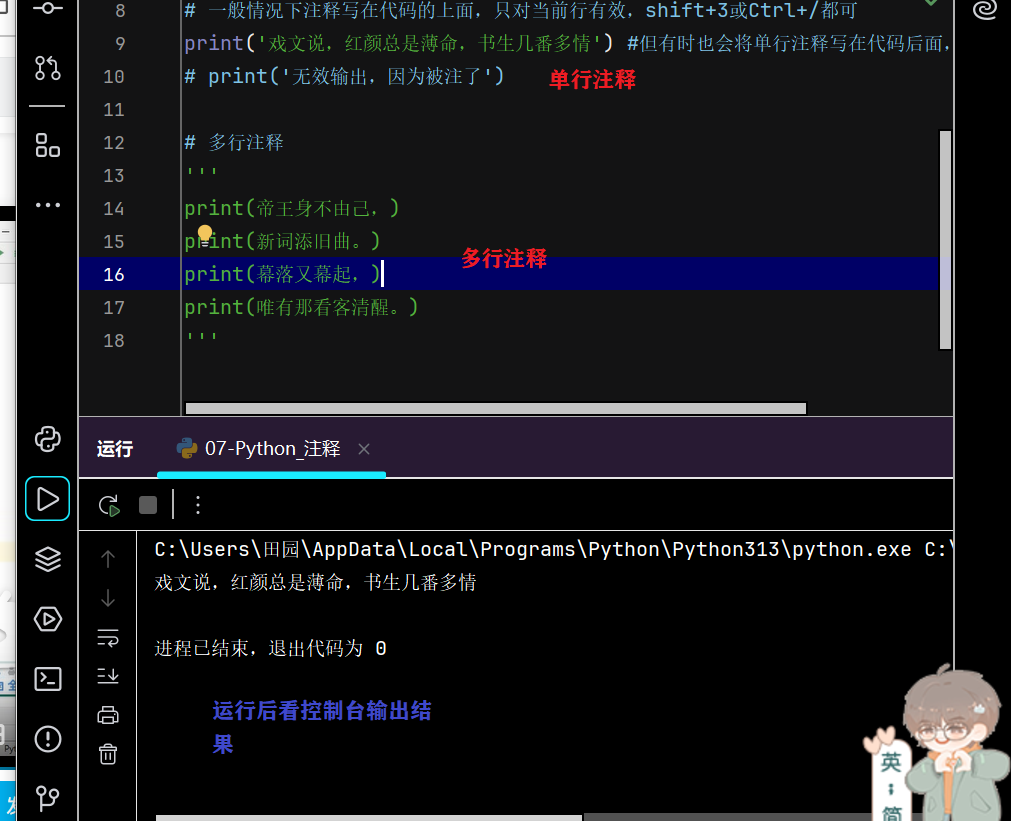 8 # 一般情况下注释写在代码的上面，只对当前行有效，shift+3或Ctrl+/都可
9 print('戏文说，红颜总是薄命，书生几番多情') #但有时也会将单行注释写在代码后面，
10 # print('无效输出，因为被注了')
单行注释
11
12 # 多行注释
13 '''
14 print(帝王身不由己，)
15 print(新词添旧曲。)
多行注释
16 print(幕落又幕起，)
17 print(唯有那看客清醒。)
18 '''
运行 07-Python_注释
C:\Users\田园\AppData\Local\Programs\Python\Python313\python.exe C:\
戏文说，红颜总是薄命，书生几番多情
进程已结束，退出代码为 0
运行后看控制台输出结
果
英
；
简